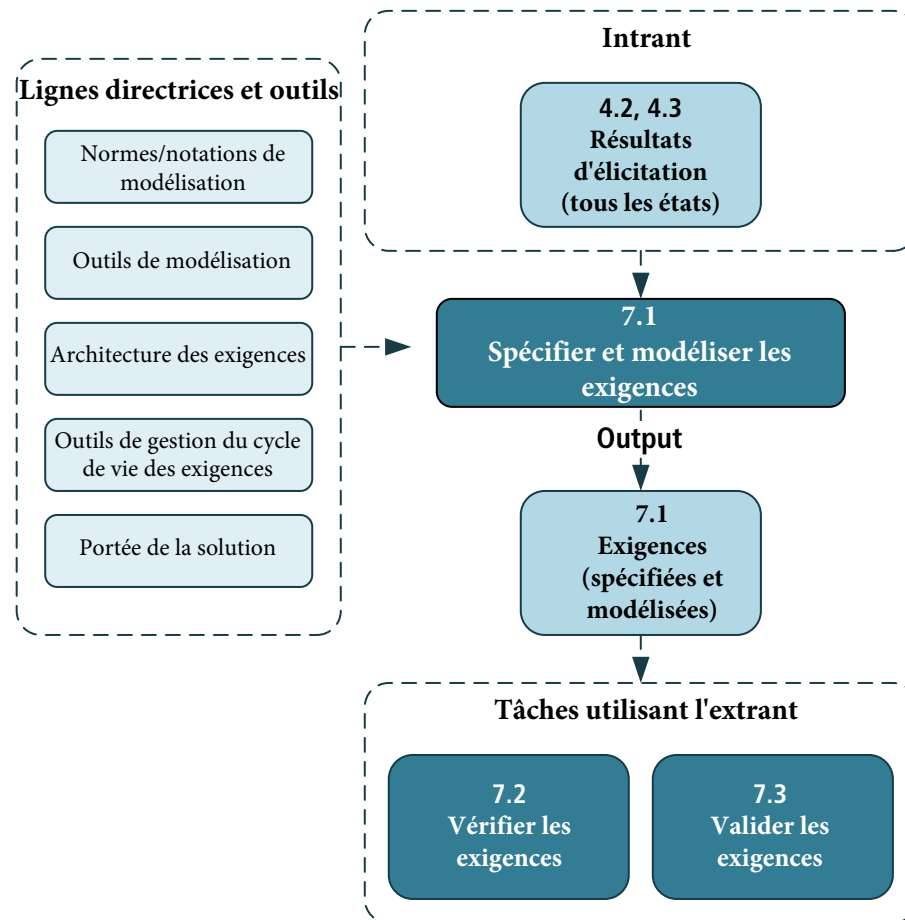 Intrant
4.2, 4.3
Résultats
d'élicitation
(tous les états)
Lignes directrices et outils
Normes/notations de
modélisation
Outils de modélisation
Architecture des exigences
Outils de gestion du cycle
de vie des exigences
Portée de la solution
7.1
Spécifier et modéliser les
exigences
Output
7.1
Exigences
(spécifiées et
modélisées)
Tâches utilisant l'extrant
7.2
Vérifier les
exigences
7.3
Valider les
exigences